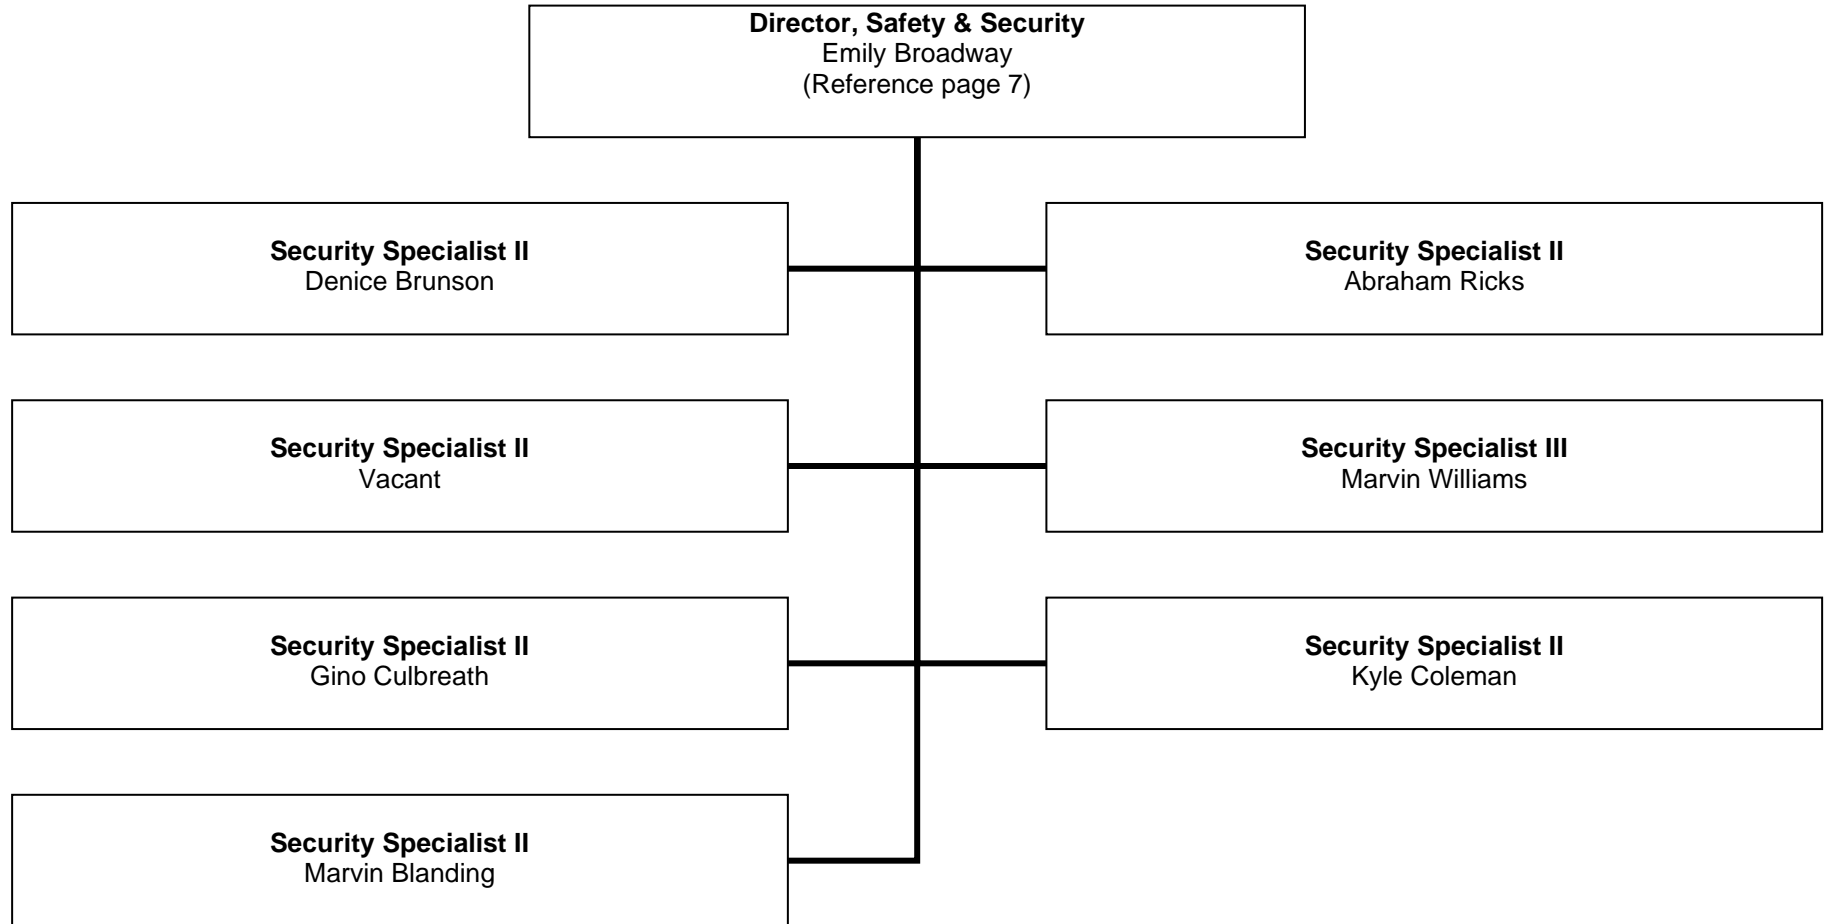 Director, Safety & Security
Emily Broadway
(Reference page 7)
Security Specialist II
Denice Brunson
Security Specialist II
Abraham Ricks
Security Specialist II
Vacant
Security Specialist III
Marvin Williams
Security Specialist II
Gino Culbreath
Security Specialist II
Kyle Coleman
Security Specialist II
Marvin Blanding